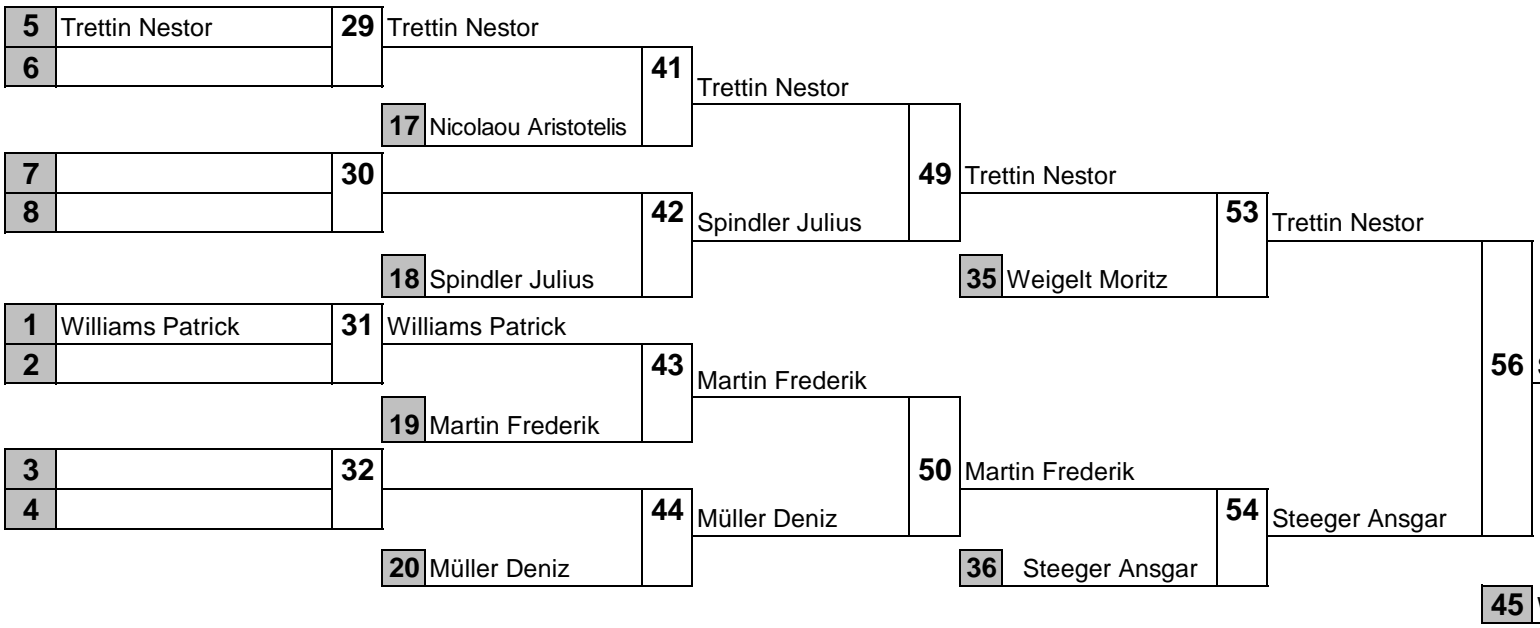 5 Trettin Nestor 29 Trettin Nestor
6 41
Trettin Nestor
17 Nicolaou Aristotelis
7 30 49 Trettin Nestor
8 42 Spindler Julius 53 Trettin Nestor
18 Spindler Julius 35 Weigelt Moritz
1 Williams Patrick 31 Williams Patrick
2 43 Martin Frederik 56
19 Martin Frederik
3 32 50 Martin Frederik
4 44 Müller Deniz 54 Steeger Ansgar
20 Müller Deniz 36 Steeger Ansgar
45